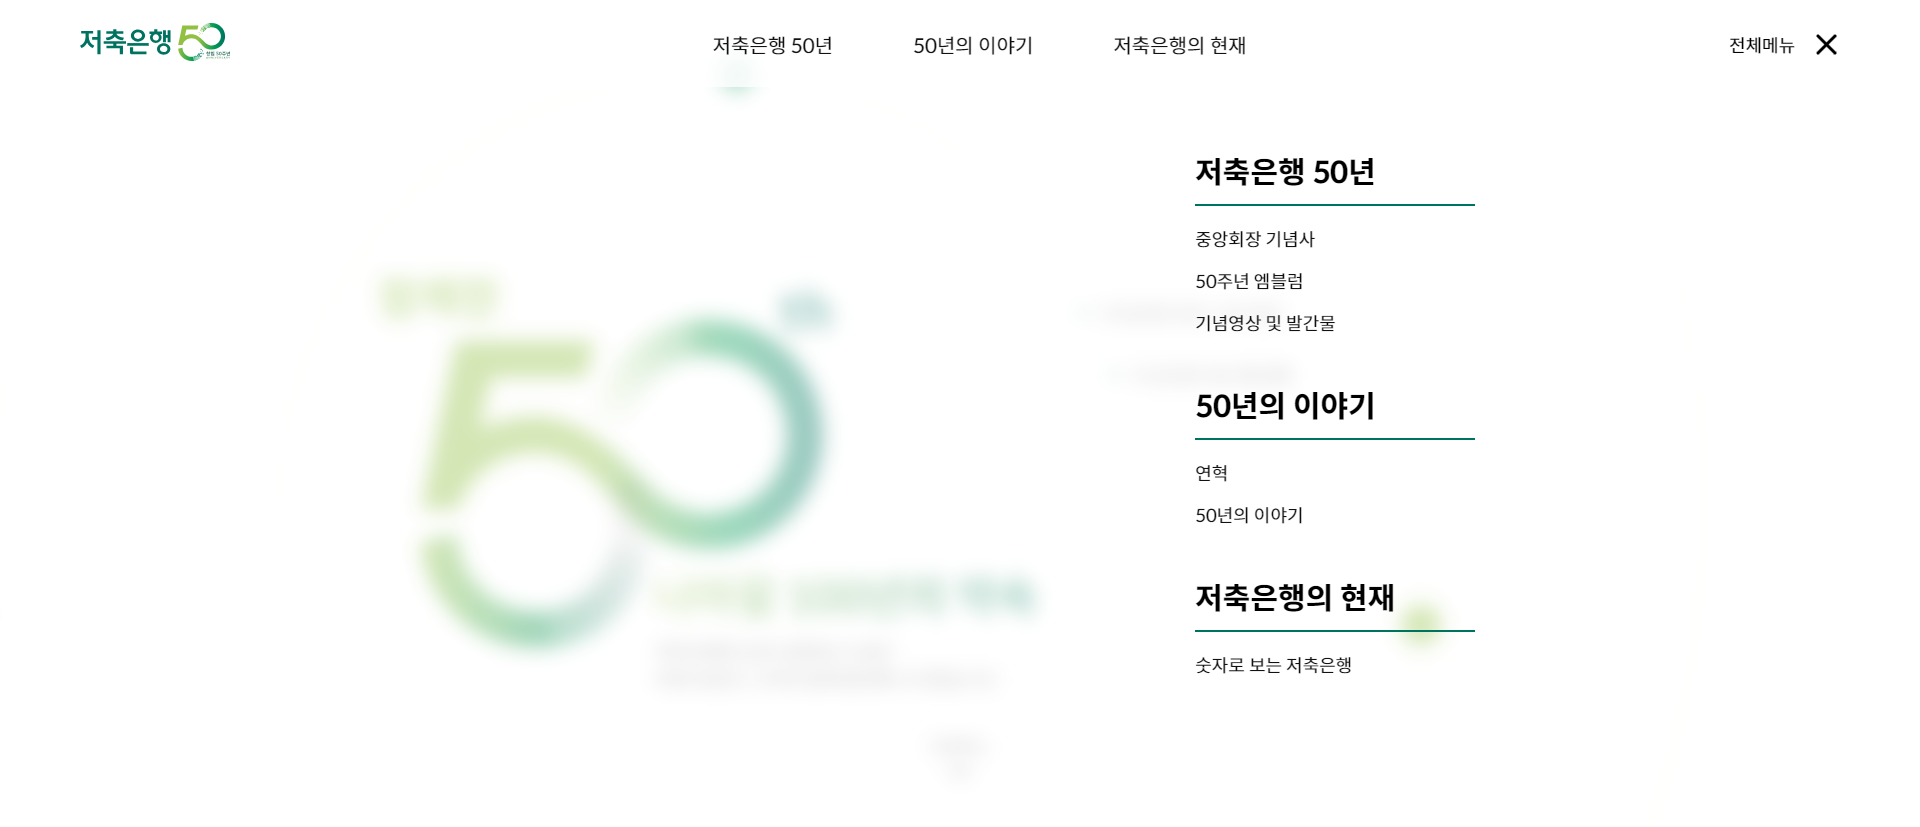 저축은행 50
저축은행 50년
50년의 이야기
저축은행의 현재
전체메뉴
저축은행 50년
중앙회장 기념사
50주년 엠블럼
기념영상 및 발간물
50년의 이야기
연혁
50년의 이야기
저축은행의 현재
숫자로 보는 저축은행